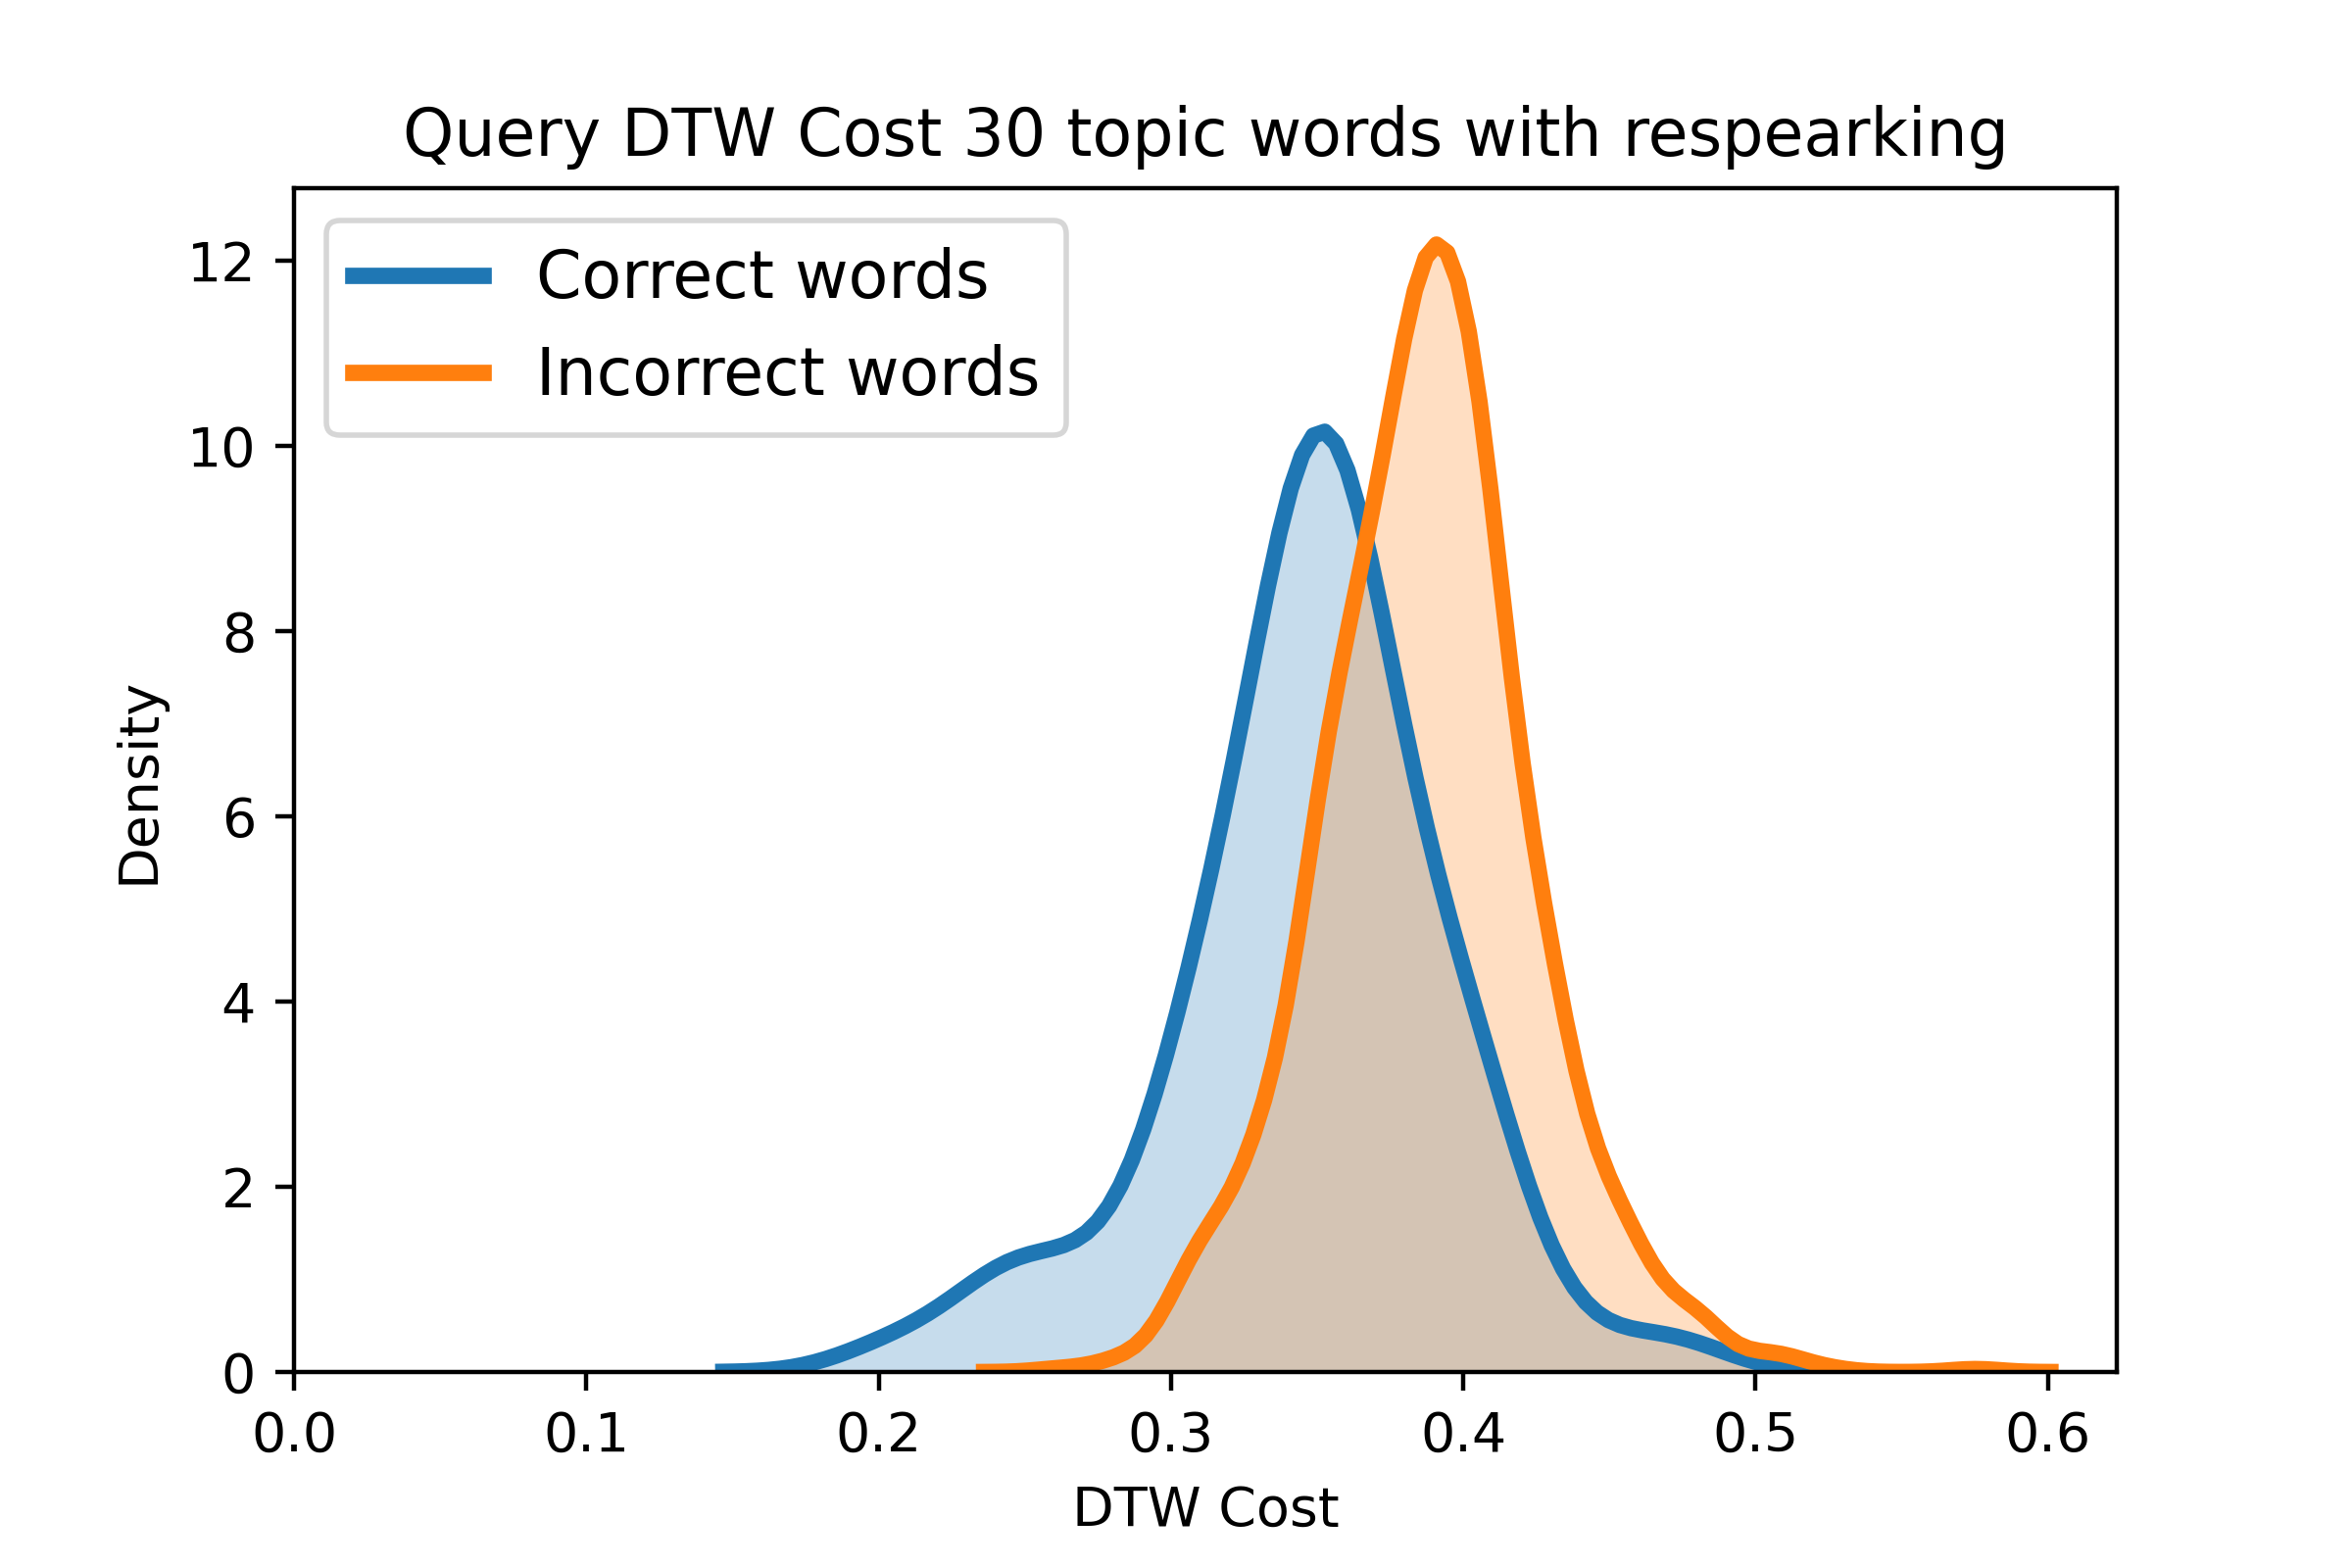 Query DTW Cost 30 topic words with respearking
Correct words
Incorrect words
12
10
8
6
4
2
0
Density
0.0 0.1 0.2 0.3 0.4 0.5 0.6
DTW Cost